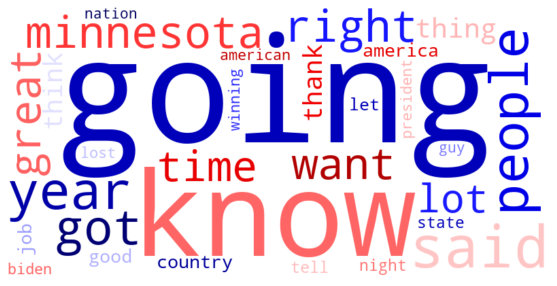 nation
minnesota
right
thing
american
america
going
great
think
winning
thank
let
president
people
lost
guy
time
want
year
know
lot
got
state
said
job
good
country
biden
tell
night